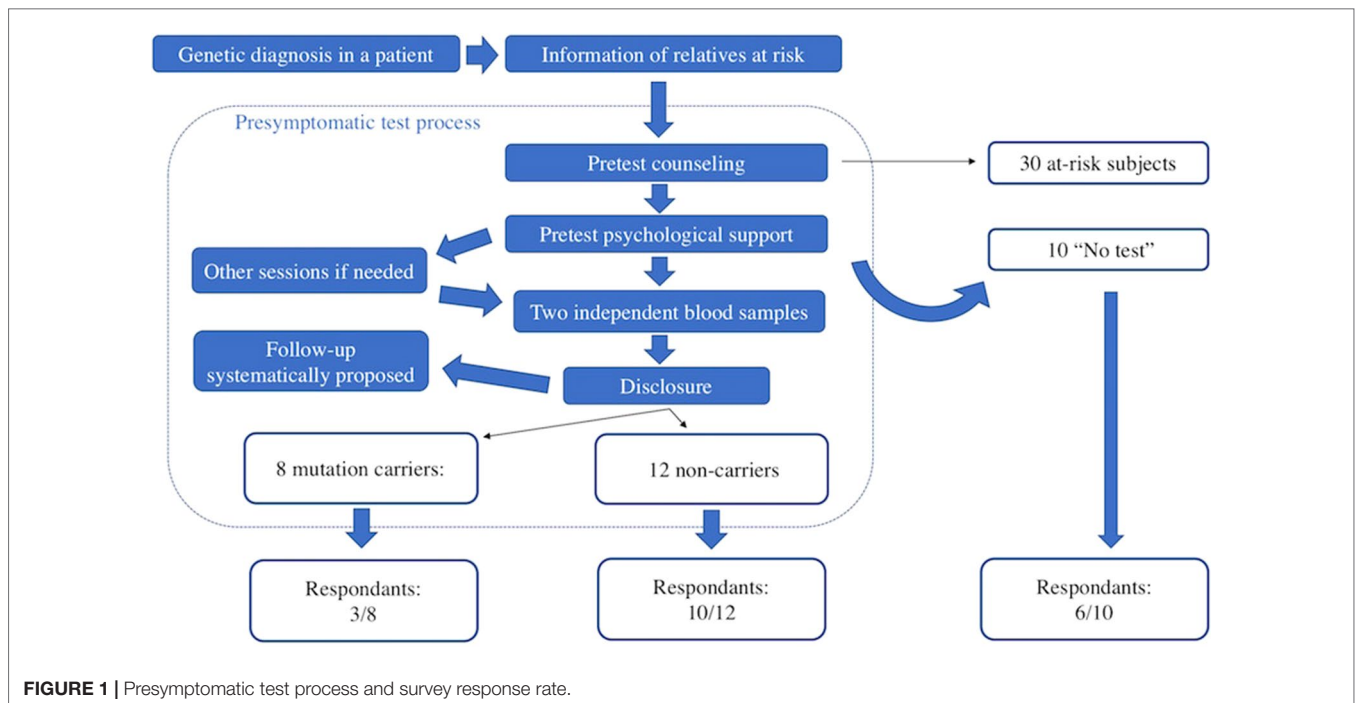 Genetic diagnosis in a patient
Information of relatives at risk
Presymptomatic test process
Pretest counseling
30 at-risk subjects
Pretest psychological support
10 “No test”
Other sessions if needed
Two independent blood samples
Follow-up
systematically proposed
Disclosure
8 mutation carriers:
12 non-carriers
Respondants:
3/8
Respondants:
10/12
Respondants:
6/10
FIGURE 1 | Presymptomatic test process and survey response rate.